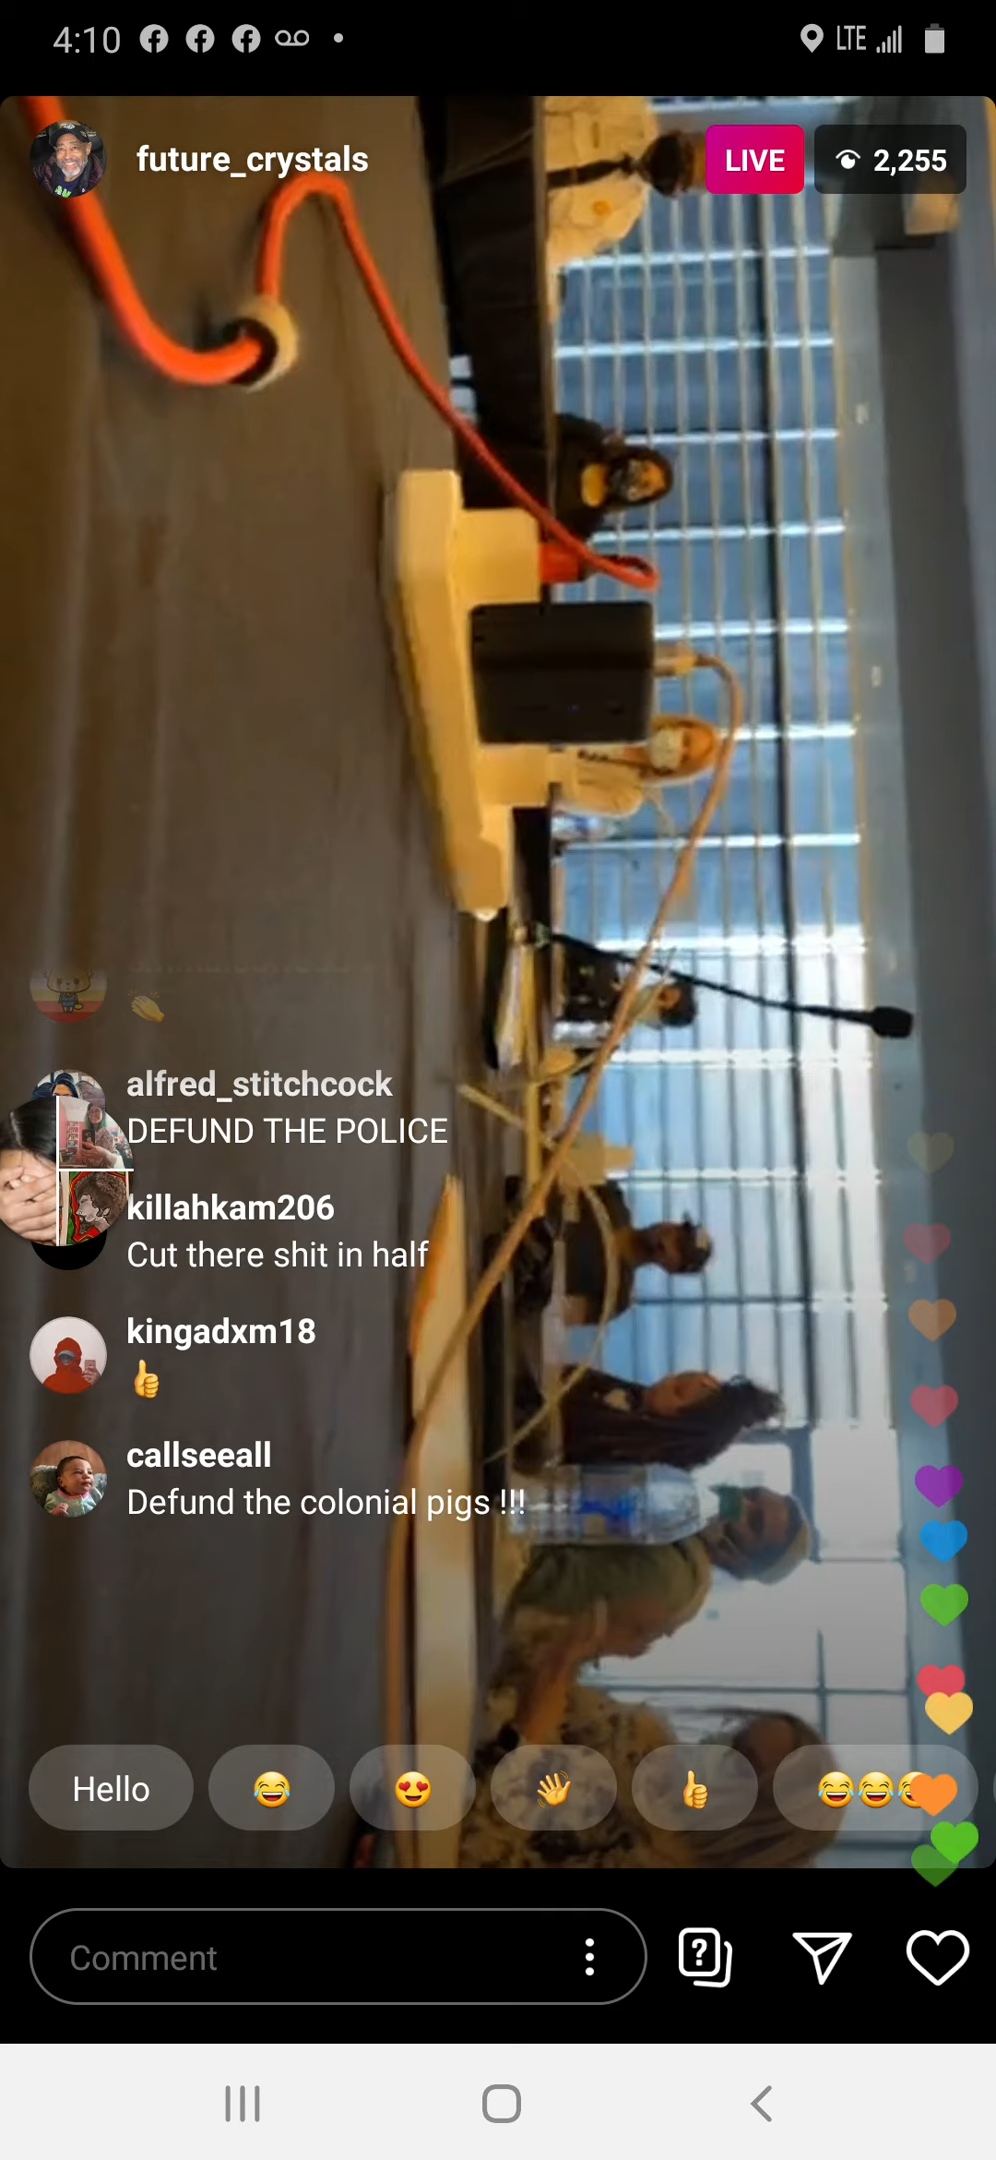 4:10
LTE
future_crystals
LIVE
2,255
alfred_stitchcock
DEFUND THE POLICE
killahkam206
Cut there shit in half
kingadxm18
👍
callseeall
Defund the colonial pigs !!!
Hello
Comment